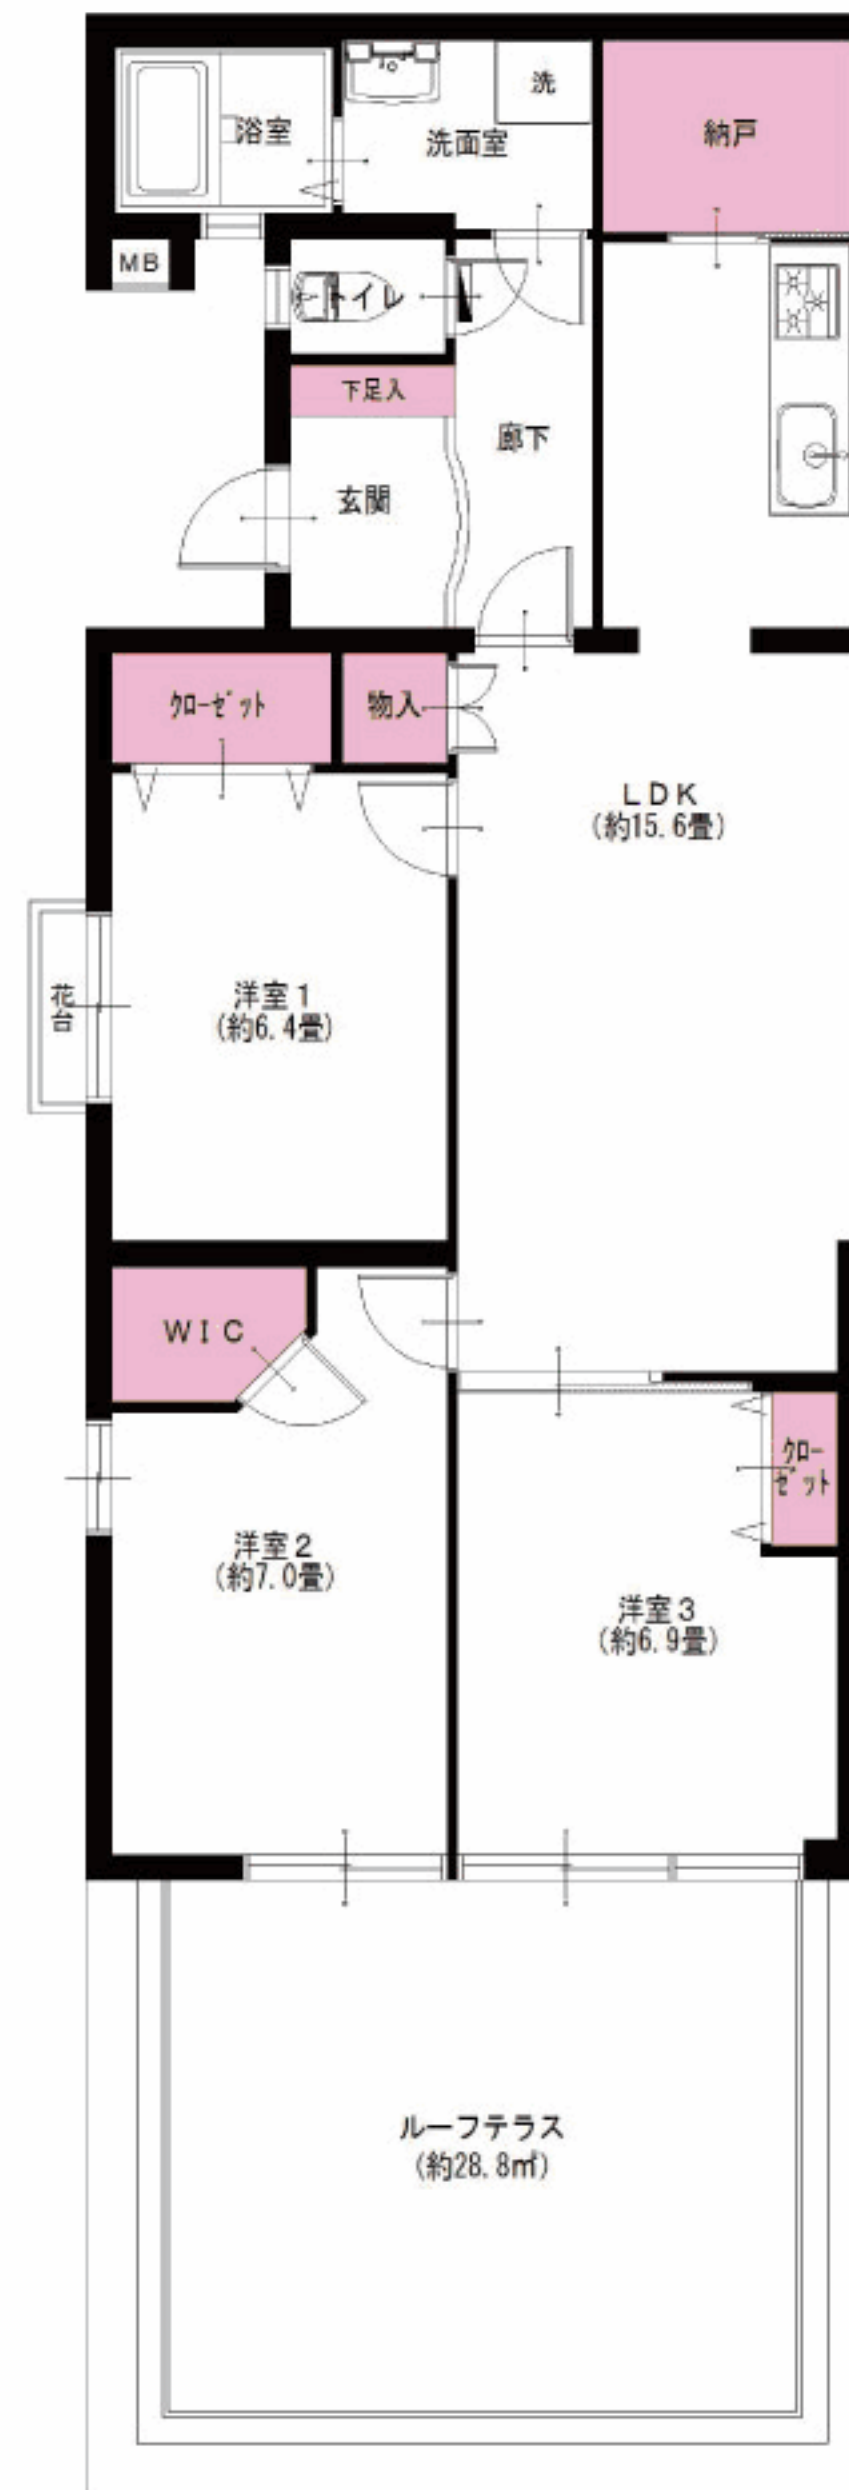 浴室
洗面室
洗
納戸
MB
トイレ
下足入
廊下
玄関
クローゼット
物入
LDK
(約15.6畳)
花台
洋室1
(約6.4畳)
WIC
クロー
ゼット
洋室2
(約7.0畳)
洋室3
(約6.9畳)
ルーフテラス
(約28.8㎡)